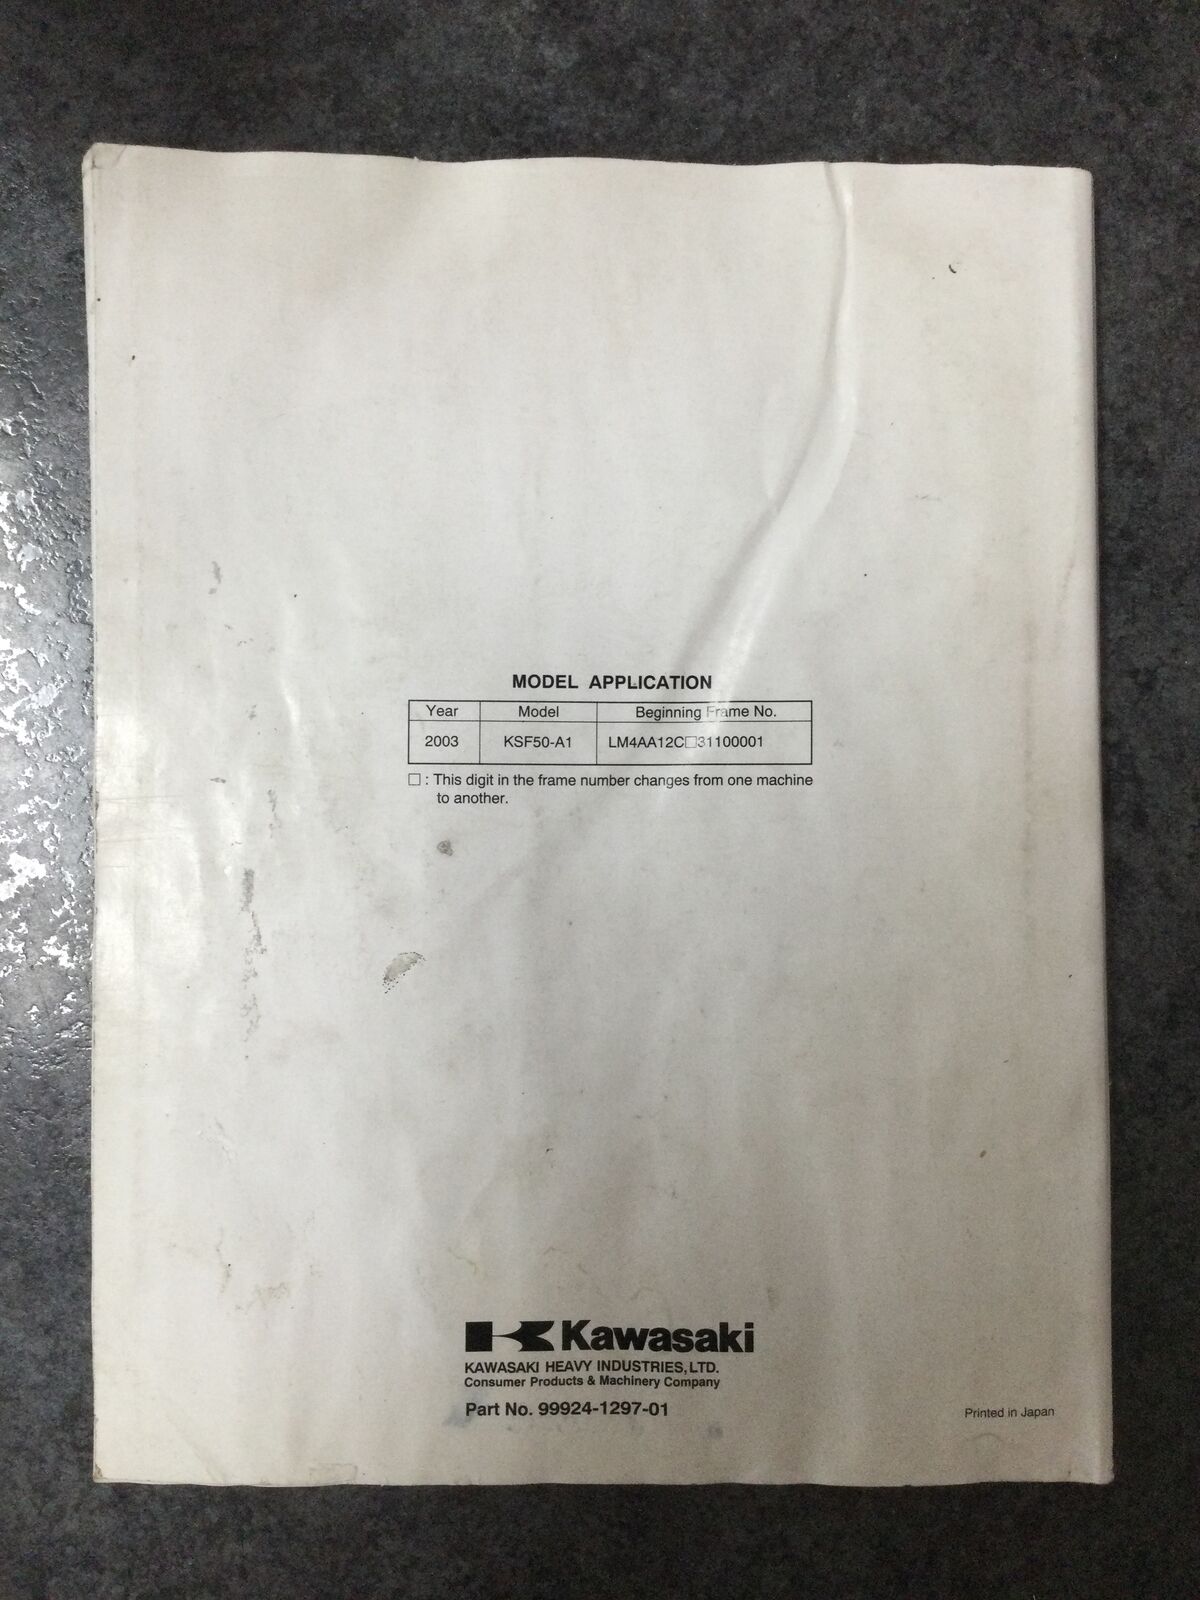 MODEL APPLICATION
Year Model Beginning Frame No.
2003 KSF50-A1 LM4AA12C□31100001
□ : This digit in the frame number changes from one machine
to another.
Kawasaki
KAWASAKI HEAVY INDUSTRIES, LTD.
Consumer Products & Machinery Company
Part No. 99924-1297-01
Printed in Japan